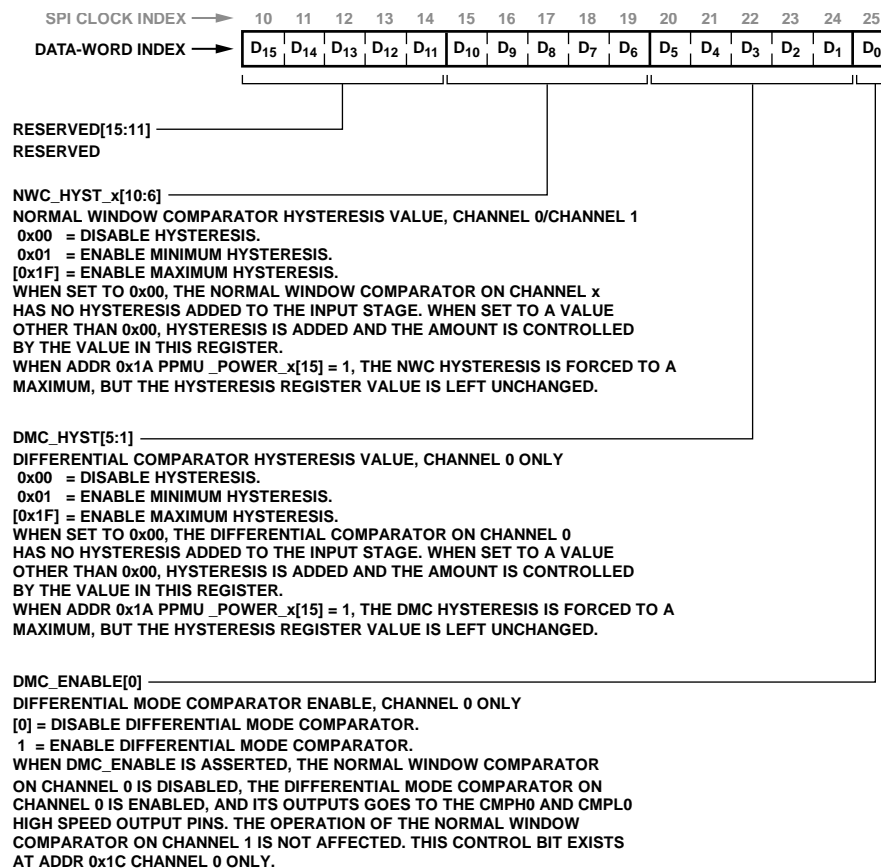 SPI CLOCK INDEX 10 11 12 13 14 15 16 17 18 19 20 21 22 23 24 25
DATA-WORD INDEX D15 D14 D13 D12 D11 D10 D9 D8 D7 D6 D5 D4 D3 D2 D1 D0
RESERVED[15:11]
RESERVED
NWC_HYST_x[10:6]
NORMAL WINDOW COMPARATOR HYSTERESIS VALUE, CHANNEL 0/CHANNEL 1
0x00 = DISABLE HYSTERESIS.
0x01 = ENABLE MINIMUM HYSTERESIS.
[0x1F] = ENABLE MAXIMUM HYSTERESIS.
WHEN SET TO 0x00, THE NORMAL WINDOW COMPARATOR ON CHANNEL x
HAS NO HYSTERESIS ADDED TO THE INPUT STAGE. WHEN SET TO A VALUE
OTHER THAN 0x00, HYSTERESIS IS ADDED AND THE AMOUNT IS CONTROLLED
BY THE VALUE IN THIS REGISTER.
WHEN ADDR 0x1A PPMU _POWER_x[15] = 1, THE NWC HYSTERESIS IS FORCED TO A
MAXIMUM, BUT THE HYSTERESIS REGISTER VALUE IS LEFT UNCHANGED.
DMC_HYST[5:1]
DIFFERENTIAL COMPARATOR HYSTERESIS VALUE, CHANNEL 0 ONLY
0x00 = DISABLE HYSTERESIS.
0x01 = ENABLE MINIMUM HYSTERESIS.
[0x1F] = ENABLE MAXIMUM HYSTERESIS.
WHEN SET TO 0x00, THE DIFFERENTIAL COMPARATOR ON CHANNEL 0
HAS NO HYSTERESIS ADDED TO THE INPUT STAGE. WHEN SET TO A VALUE
OTHER THAN 0x00, HYSTERESIS IS ADDED AND THE AMOUNT IS CONTROLLED
BY THE VALUE IN THIS REGISTER.
WHEN ADDR 0x1A PPMU _POWER_x[15] = 1, THE DMC HYSTERESIS IS FORCED TO A
MAXIMUM, BUT THE HYSTERESIS REGISTER VALUE IS LEFT UNCHANGED.
DMC_ENABLE[0]
DIFFERENTIAL MODE COMPARATOR ENABLE, CHANNEL 0 ONLY
[0] = DISABLE DIFFERENTIAL MODE COMPARATOR.
1 = ENABLE DIFFERENTIAL MODE COMPARATOR.
WHEN DMC_ENABLE IS ASSERTED, THE NORMAL WINDOW COMPARATOR
ON CHANNEL 0 IS DISABLED, THE DIFFERENTIAL MODE COMPARATOR ON
CHANNEL 0 IS ENABLED, AND ITS OUTPUTS GOES TO THE CMPH0 AND CMPL0
HIGH SPEED OUTPUT PINS. THE OPERATION OF THE NORMAL WINDOW
COMPARATOR ON CHANNEL 1 IS NOT AFFECTED. THIS CONTROL BIT EXISTS
AT ADDR 0x1C CHANNEL 0 ONLY.